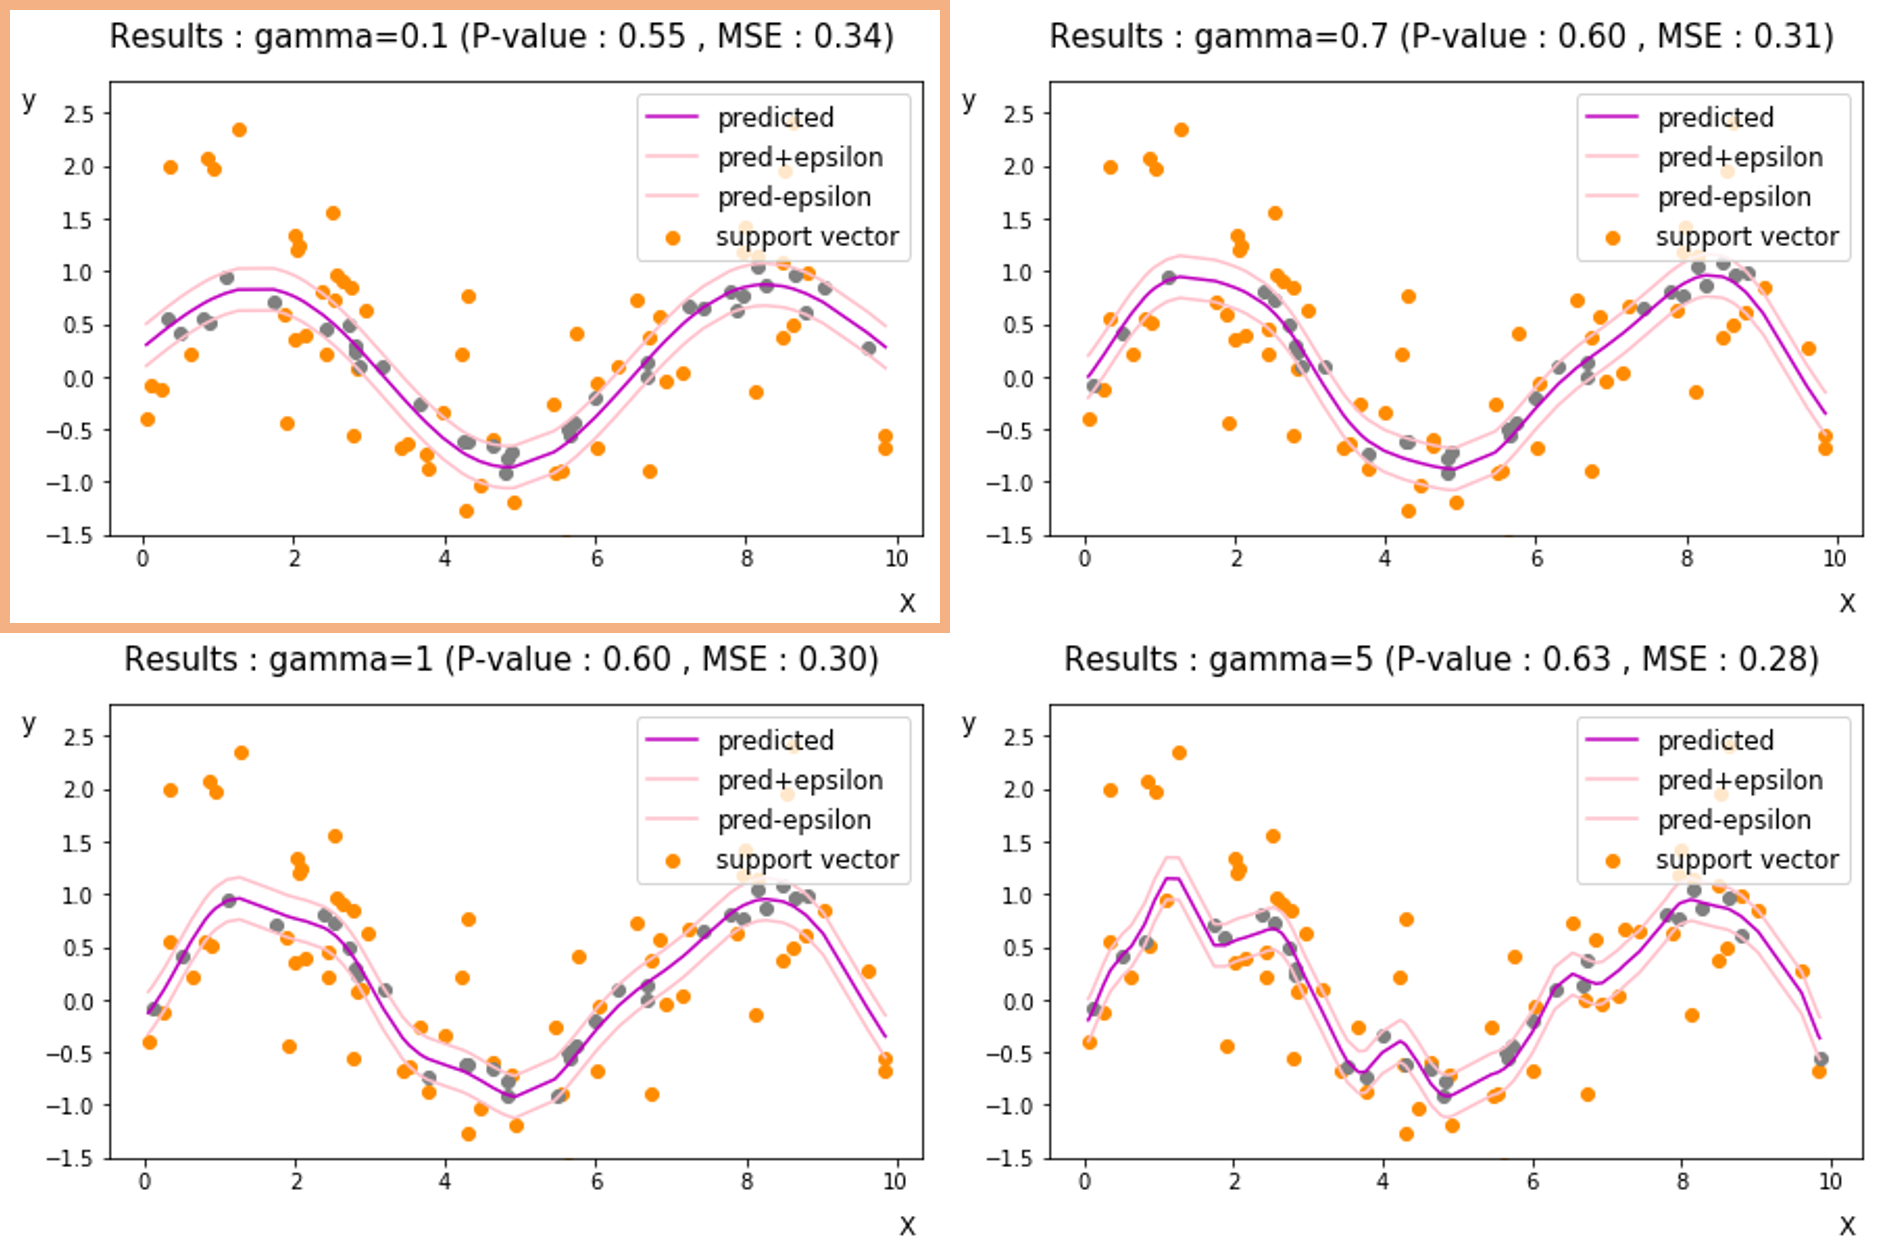 Results : gamma=0.1 (P-value : 0.55 , MSE : 0.34)
y
2.5
2.0
1.5
1.0
0.5
0.0
−0.5
−1.0
−1.5
predicted
pred+epsilon
pred-epsilon
support vector
0 2 4 6 8 10
X
Results : gamma=0.7 (P-value : 0.60 , MSE : 0.31)
y
2.5
2.0
1.5
1.0
0.5
0.0
−0.5
−1.0
−1.5
predicted
pred+epsilon
pred-epsilon
support vector
0 2 4 6 8 10
X
Results : gamma=1 (P-value : 0.60 , MSE : 0.30)
y
2.5
2.0
1.5
1.0
0.5
0.0
−0.5
−1.0
−1.5
predicted
pred+epsilon
pred-epsilon
support vector
0 2 4 6 8 10
X
Results : gamma=5 (P-value : 0.63 , MSE : 0.28)
y
2.5
2.0
1.5
1.0
0.5
0.0
−0.5
−1.0
−1.5
predicted
pred+epsilon
pred-epsilon
support vector
0 2 4 6 8 10
X